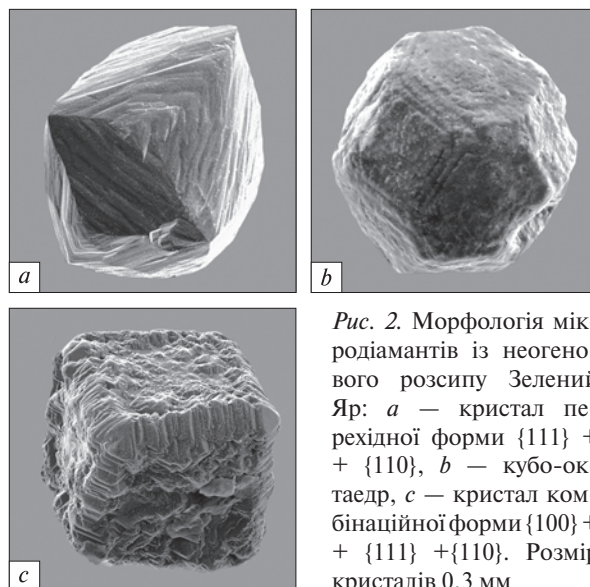 a
b
c
Рис. 2. Морфологія мік
родіамантів із неогено
вого розсипу Зелений
Яр: a — кристал пе
рехідної форми {111} +
+ {110}, b — кубо-ок
таедр, c — кристал ком
бінаційної форми {100} +
+ {111} +{110}. Розмір
кристалів 0,3 мм